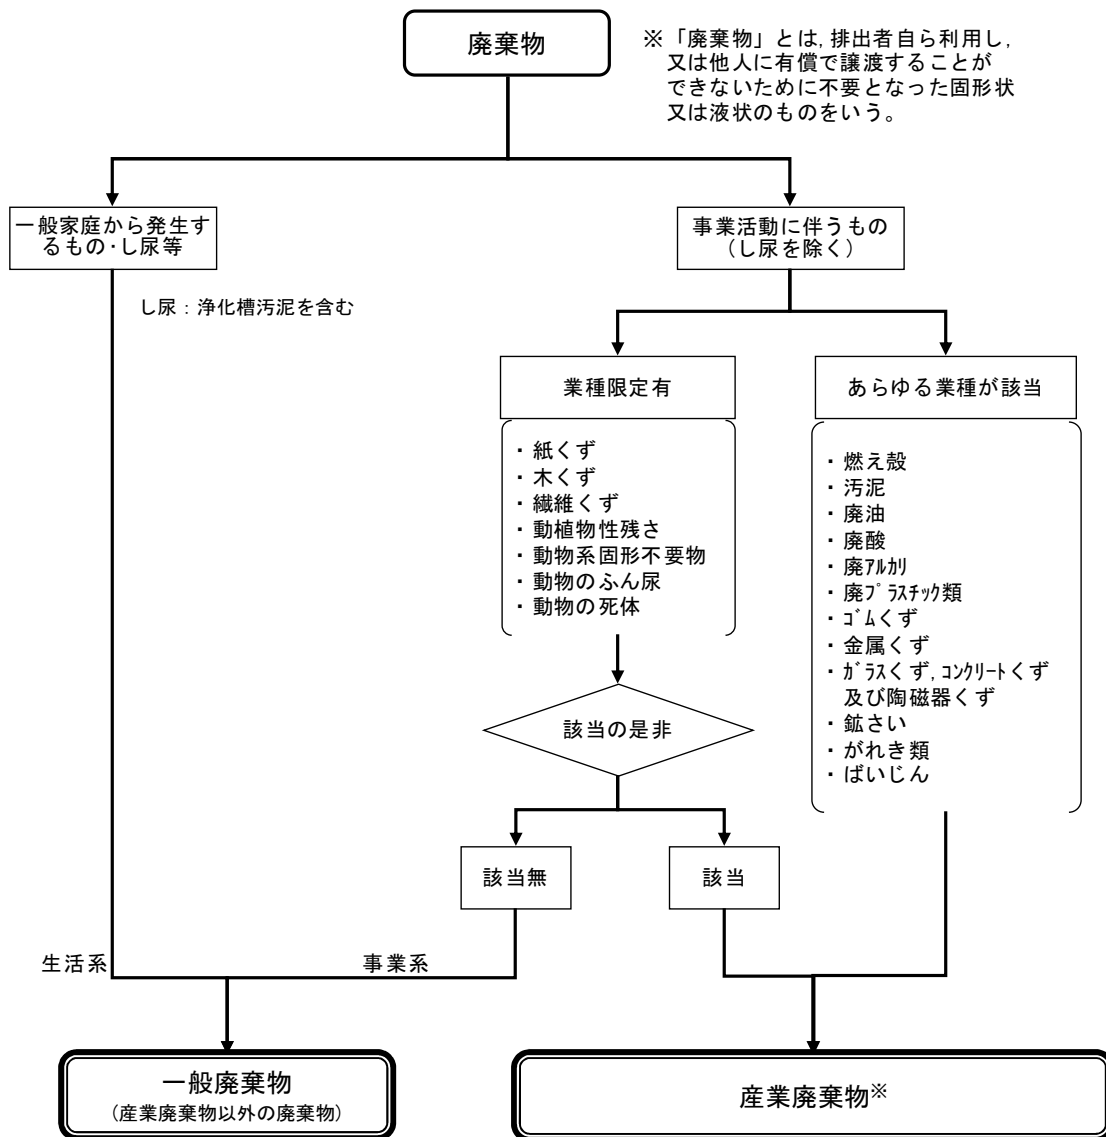 廃棄物
※「廃棄物」とは,排出者自ら利用し,
又は他人に有償で譲渡することが
できないために不要となった固形状
又は液状のものをいう。
一般家庭から発生す
るもの・し尿等
事業活動に伴うもの
(し尿を除く)
し尿：浄化槽汚泥を含む
業種限定有
あらゆる業種が該当
・紙くず
・木くず
・繊維くず
・動植物性残さ
・動物系固形不要物
・動物のふん尿
・動物の死体
・燃え殻
・汚泥
・廃油
・廃酸
・廃ｱﾙｶﾘ
・廃ﾌﾟﾗｽﾁｯｸ類
・ｺﾞﾑくず
・金属くず
・ｶﾞﾗｽくず,ｺﾝｸﾘｰﾄくず
及び陶磁器くず
・鉱さい
・がれき類
・ばいじん
該当の是非
該当無
該当
生活系
事業系
一般廃棄物
(産業廃棄物以外の廃棄物)
産業廃棄物※